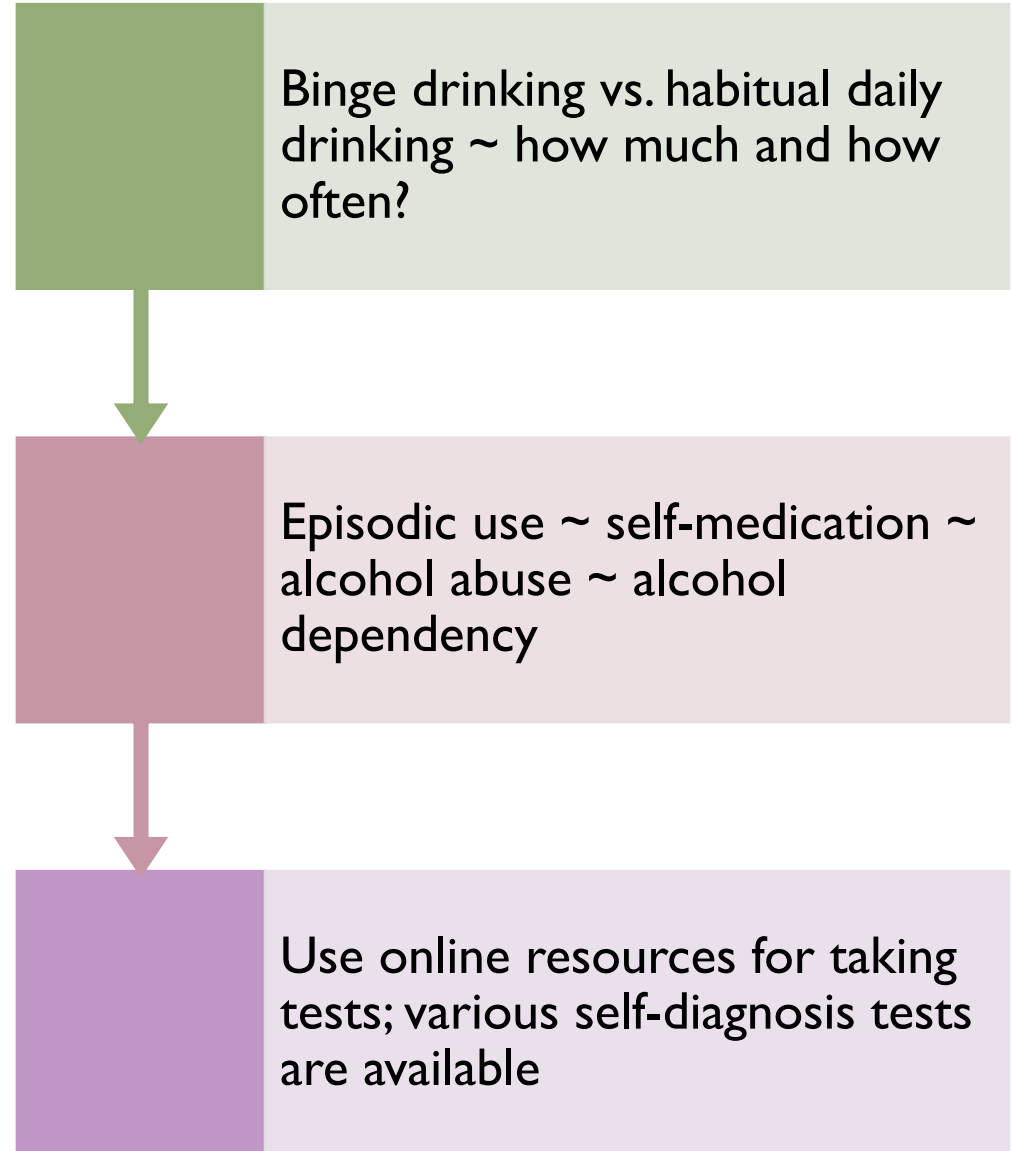 Binge drinking vs. habitual daily
drinking ~ how much and how
often?
Episodic use ~ self-medication ~
alcohol abuse ~ alcohol
dependency
Use online resources for taking
tests; various self-diagnosis tests
are available